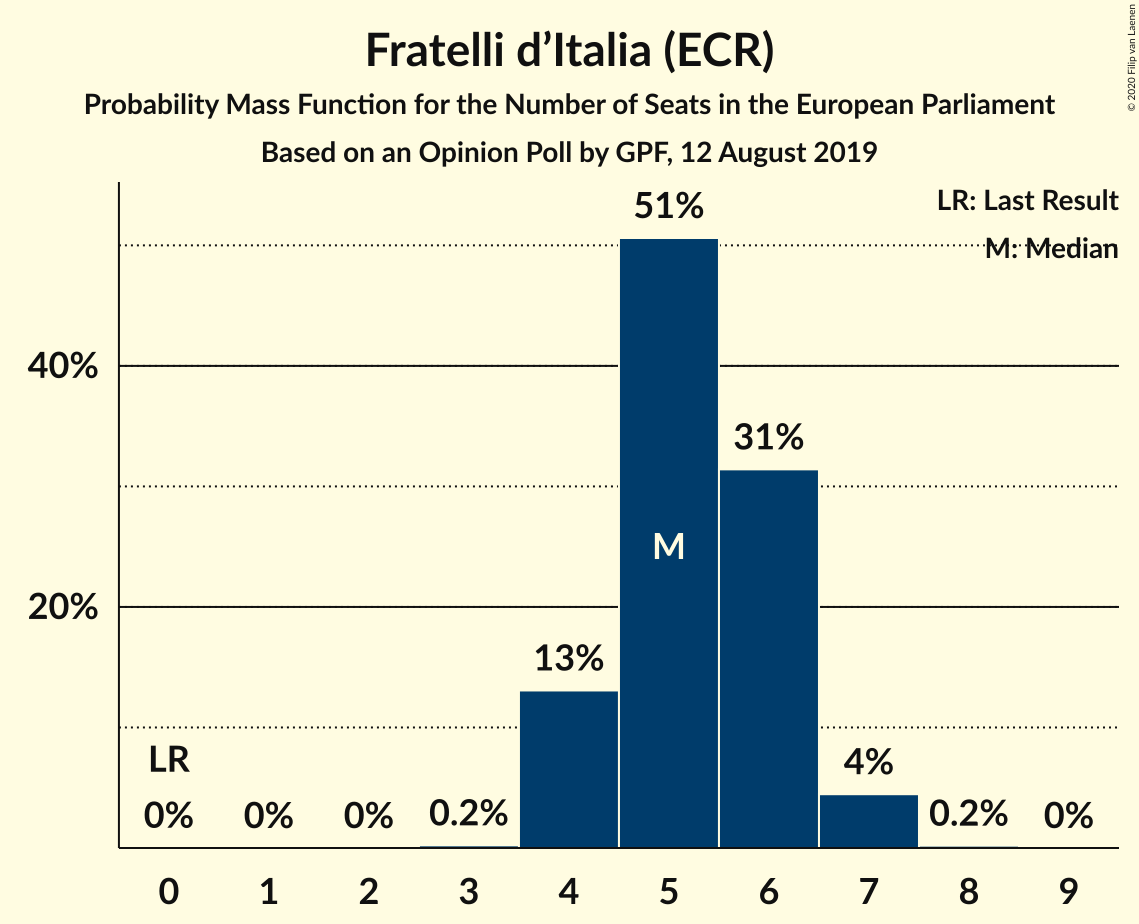 Fratelli d’Italia (ECR)
Probability Mass Function for the Number of Seats in the European Parliament
Based on an Opinion Poll by GPF, 12 August 2019
© 2020 Filip van Laenen
LR: Last Result
M: Median
51%
40%
31%
M
20%
13%
LR
4%
0% 0% 0% 0.2% 0.2% 0%
0 1 2 3 4 5 6 7 8 9